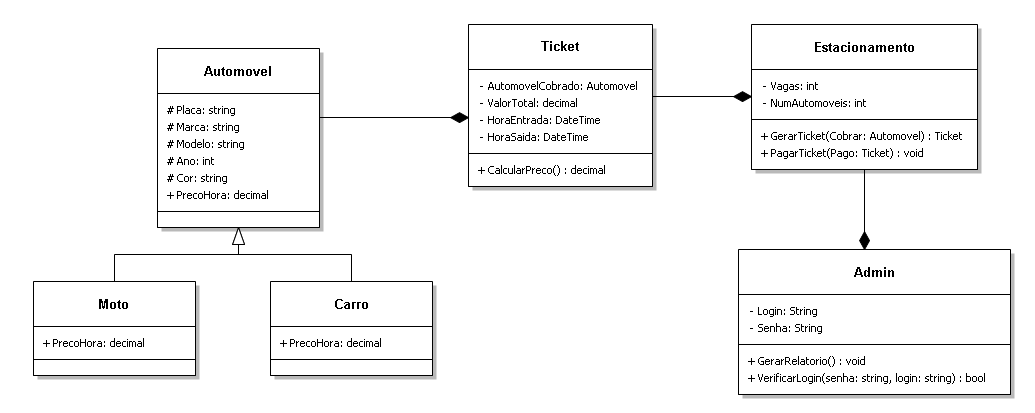 Automovel
# Placa: string
# Marca: string
# Modelo: string
# Ano: int
# Cor: string
+ PrecoHora: decimal
Ticket
- AutomovelCobrado: Automovel
- ValorTotal: decimal
- HoraEntrada: DateTime
- HoraSaida: DateTime
+ CalcularPreco() : decimal
Estacionamento
- Vagas: int
- NumAutomoveis: int
+ GerarTicket(Cobrar: Automovel) : Ticket
+ PagarTicket(Pago: Ticket) : void
Moto
+ PrecoHora: decimal
Carro
+ PrecoHora: decimal
Admin
- Login: String
- Senha: String
+ GerarRelatorio() : void
+ VerificarLogin(senha: string, login: string) : bool